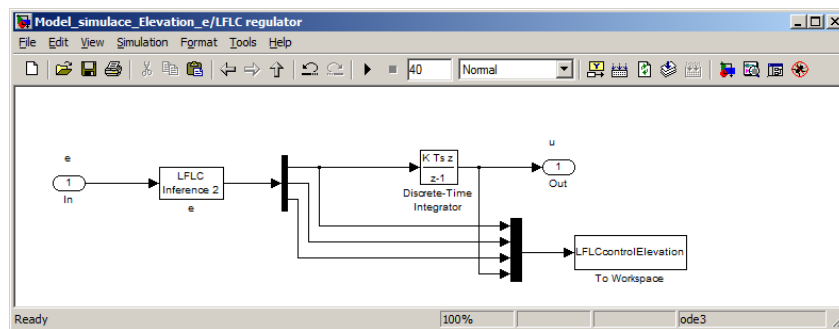 Model_simulace_Elevation_e/LFLC regulator
File Edit View Simulation Format Tools Help
40 Normal
e
1
In
LFLC
Inference 2
e
K Ts z
z-1
Discrete-Time
Integrator
u
1
Out
LFLCcontrolElevation
To Workspace
Ready 100% ode3